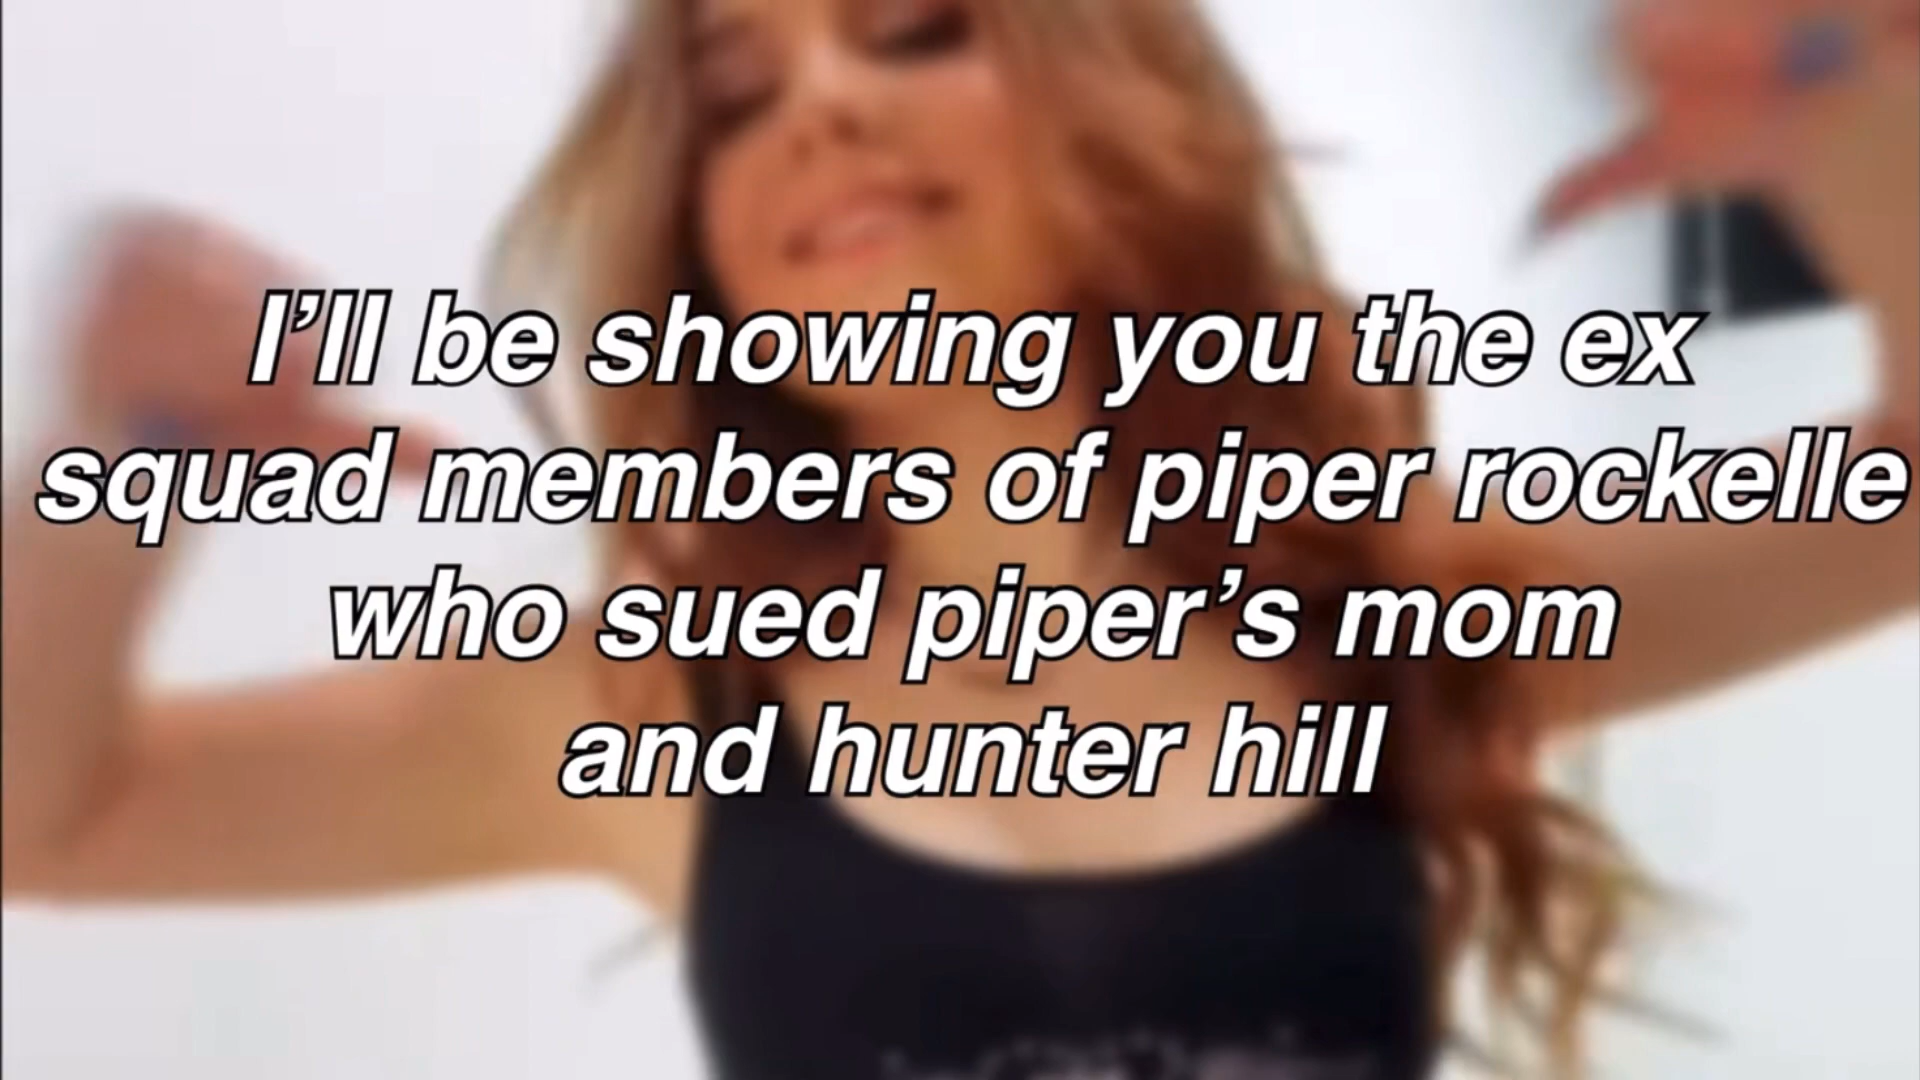 I'll be showing you the ex
squad members of piper rockelle
who sued piper's mom
and hunter hill